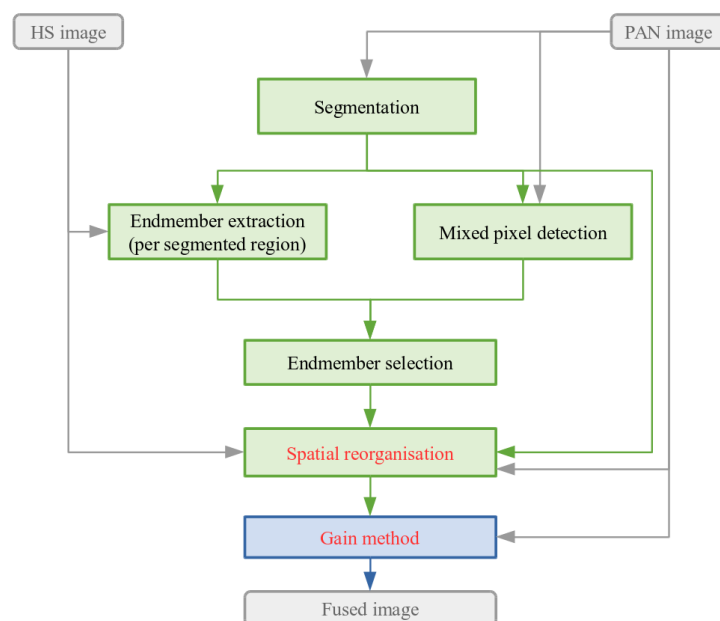 HS image
PAN image
Segmentation
Endmember extraction
(per segmented region)
Mixed pixel detection
Endmember selection
Spatial reorganisation
Gain method
Fused image